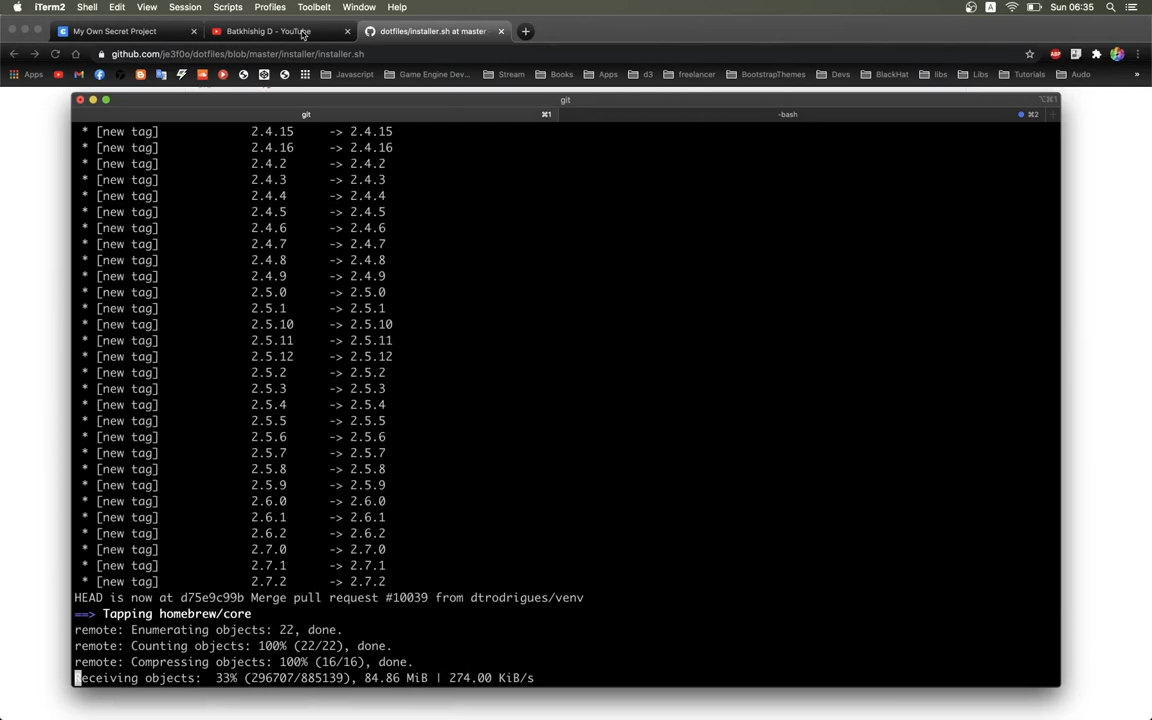 iTerm2 Shell Edit View Session Scripts Profiles Toolbelt Window Help Sun 06:35
My Own Secret Project Batkhishig D - YouTube dotfiles/installer.sh at master
github.com/je3f0o/dotfiles/blob/master/installer/installer.sh
Apps Javascript Game Engine Dev... Stream Books Apps d3 freelancer BootstrapThemes Devs BlackHat libs Libs Tutorials Audo »
git ⌥⌘1
git ⌘1 -bash ⌘2
* [new tag] 2.4.15 -> 2.4.15
* [new tag] 2.4.16 -> 2.4.16
* [new tag] 2.4.2 -> 2.4.2
* [new tag] 2.4.3 -> 2.4.3
* [new tag] 2.4.4 -> 2.4.4
* [new tag] 2.4.5 -> 2.4.5
* [new tag] 2.4.6 -> 2.4.6
* [new tag] 2.4.7 -> 2.4.7
* [new tag] 2.4.8 -> 2.4.8
* [new tag] 2.4.9 -> 2.4.9
* [new tag] 2.5.0 -> 2.5.0
* [new tag] 2.5.1 -> 2.5.1
* [new tag] 2.5.10 -> 2.5.10
* [new tag] 2.5.11 -> 2.5.11
* [new tag] 2.5.12 -> 2.5.12
* [new tag] 2.5.2 -> 2.5.2
* [new tag] 2.5.3 -> 2.5.3
* [new tag] 2.5.4 -> 2.5.4
* [new tag] 2.5.5 -> 2.5.5
* [new tag] 2.5.6 -> 2.5.6
* [new tag] 2.5.7 -> 2.5.7
* [new tag] 2.5.8 -> 2.5.8
* [new tag] 2.5.9 -> 2.5.9
* [new tag] 2.6.0 -> 2.6.0
* [new tag] 2.6.1 -> 2.6.1
* [new tag] 2.6.2 -> 2.6.2
* [new tag] 2.7.0 -> 2.7.0
* [new tag] 2.7.1 -> 2.7.1
* [new tag] 2.7.2 -> 2.7.2
HEAD is now at d75e9c99b Merge pull request #10039 from dtrodrigues/venv
==> Tapping homebrew/core
remote: Enumerating objects: 22, done.
remote: Counting objects: 100% (22/22), done.
remote: Compressing objects: 100% (16/16), done.
Receiving objects: 33% (296707/885139), 84.86 MiB | 274.00 KiB/s